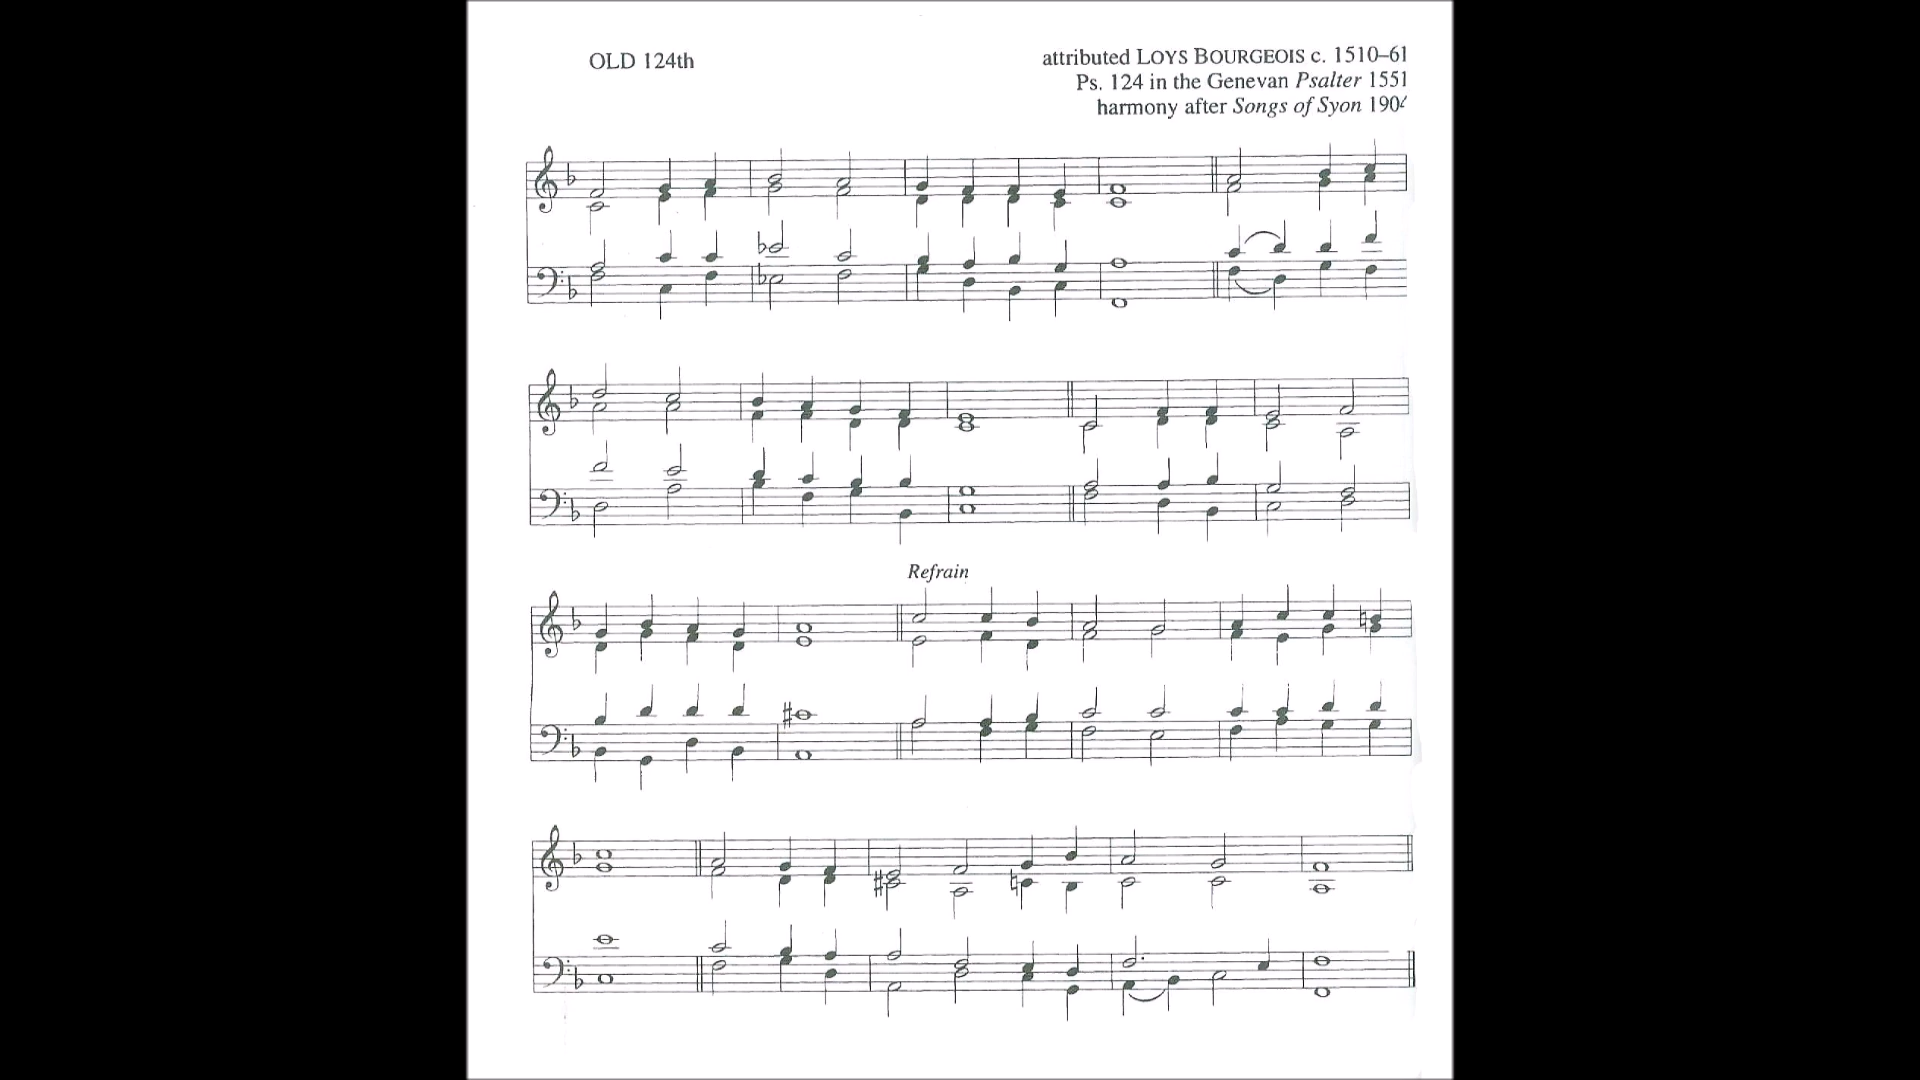 OLD 124th
attributed LOYS BOURGEOIS c. 1510–61
Ps. 124 in the Genevan Psalter 1551
harmony after Songs of Syon
Refrain